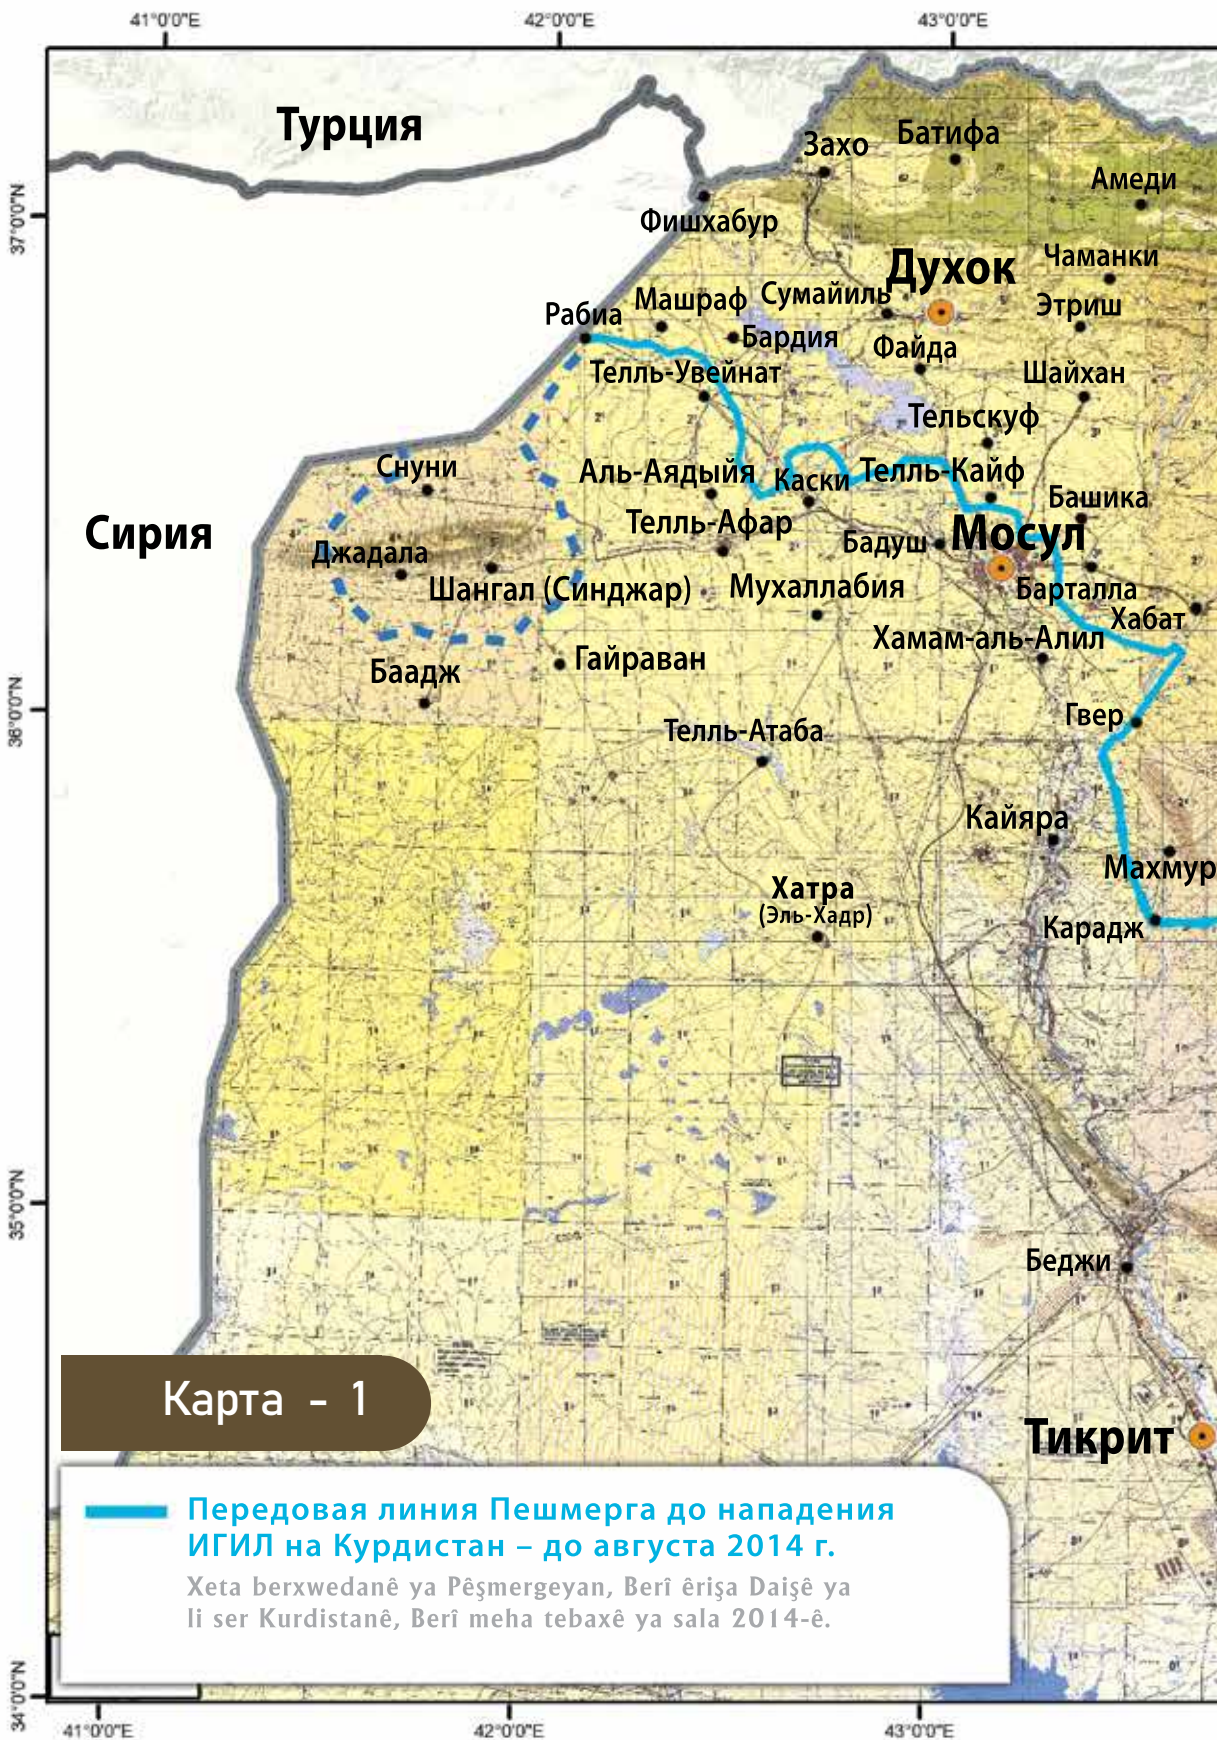 41°0'0"E
42°0'0"E
43°0'0"E
Турция
Захо
Батифа
Амеди
37°0'0"N
Фишхабур
Чаманки
Духок
Машраф
Сумайиль
Этриш
Рабиа
Бардия
Файда
Телль-Увейнат
Шайхан
Тельскуф
Снуни
Аль-Аядыйя
Каски
Телль-Кайф
Башика
Сирия
Телль-Афар
Бадуш
Мосул
Джадала
Шангал (Синджар)
Мухаллабия
Барталла
Хабат
Хамам-аль-Алил
Баадж
Гайраван
36°0'0"N
Гвер
Телль-Атаба
Кайяра
Махмур
Хатра
(Эль-Хадр)
Карадж
35°0'0"N
Беджи
Карта - 1
Тикрит
Передовая линия Пешмерга до нападения
ИГИЛ на Курдистан – до августа 2014 г.
Xeta berxwedanê ya Pêşmergeyan, Berî êrişa Daişê ya
li ser Kurdistanê, Berî meha tebaxê ya sala 2014-ê.
34°0'0"N
41°0'0"E
42°0'0"E
43°0'0"E